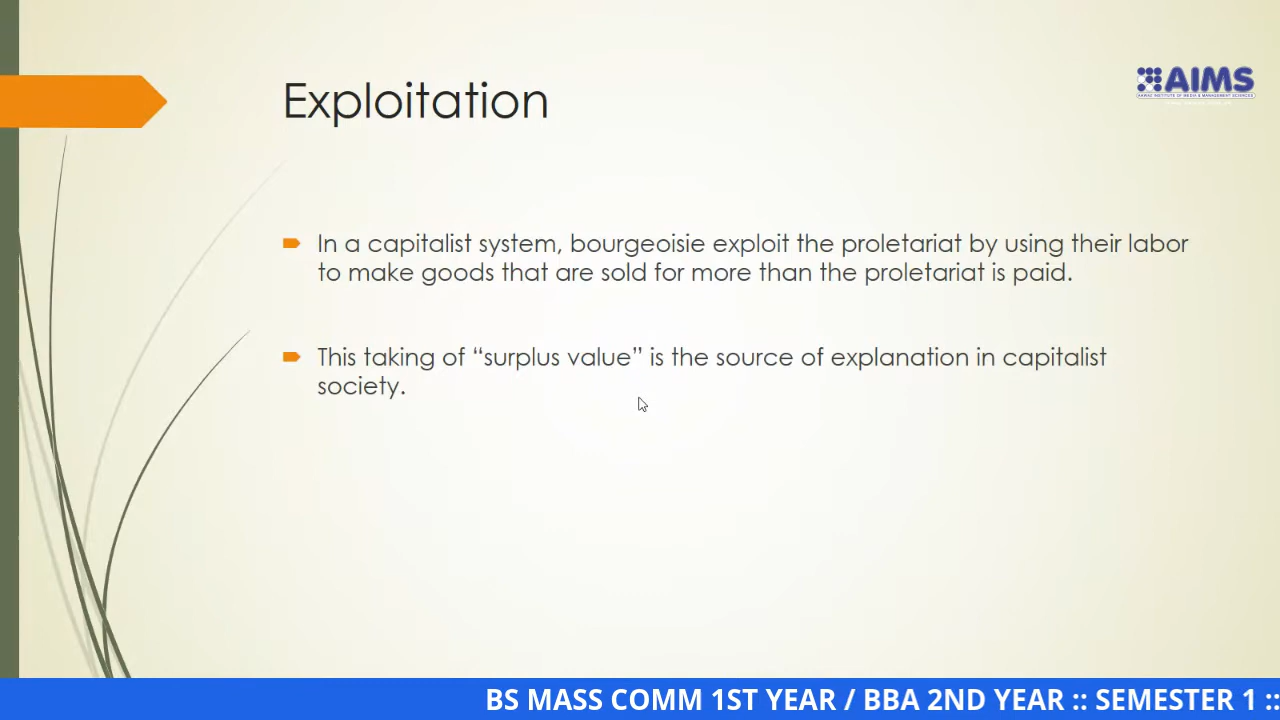 Exploitation
AIMS
In a capitalist system, bourgeoisie exploit the proletariat by using their labor
to make goods that are sold for more than the proletariat is paid.
This taking of “surplus value” is the source of explanation in capitalist
society.
BS MASS COMM 1ST YEAR / BBA 2ND YEAR :: SEMESTER 1 ::